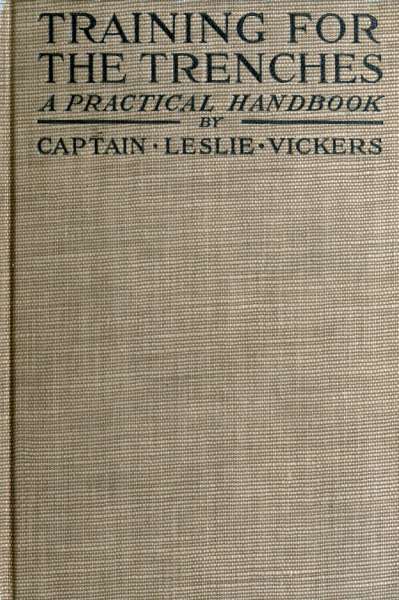 TRAINING FOR
THE TRENCHES
A PRACTICAL HANDBOOK
BY
CAPTAIN · LESLIE · VICKERS